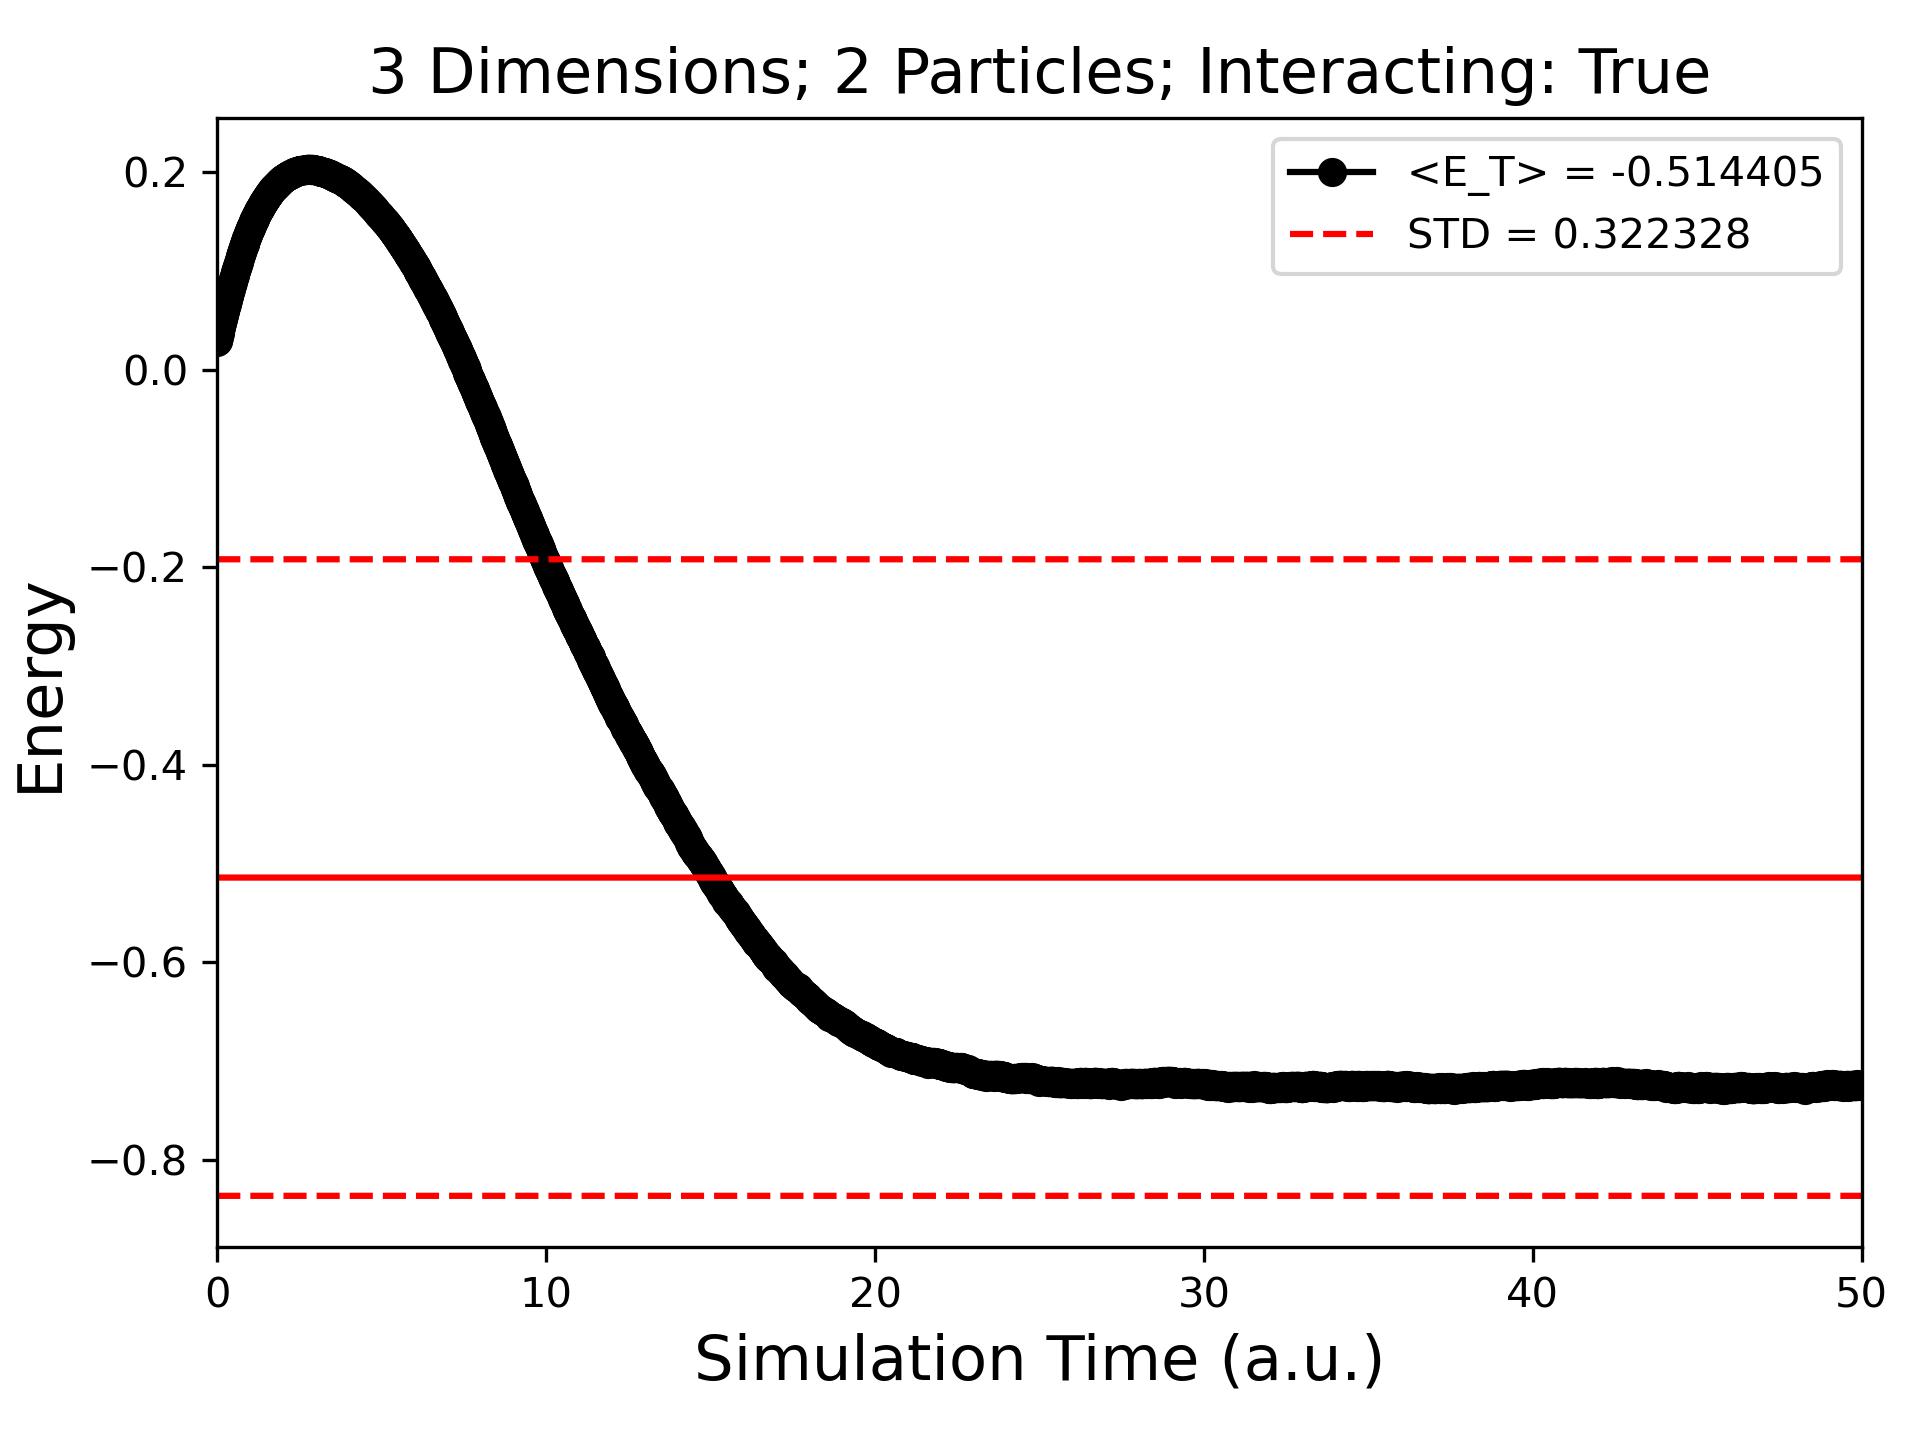 3 Dimensions; 2 Particles; Interacting: True
<E_T> = -0.514405
STD = 0.322328
Energy
0.2
0.0
−0.2
−0.4
−0.6
−0.8
0 10 20 30 40 50
Simulation Time (a.u.)